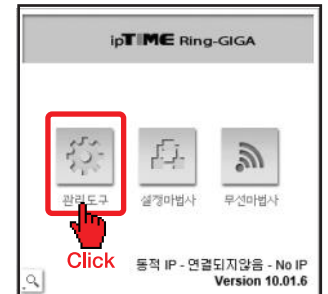 ipTIME Ring-GIGA
관리도구 설정마법사 무선마법사
Click
동적 IP - 연결되지않음 - No IP
Version 10.01.6